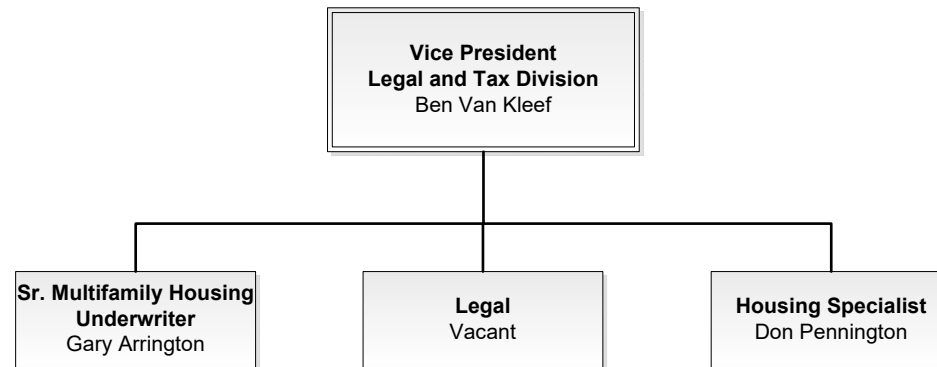 Vice President
Legal and Tax Division
Ben Van Kleef
Sr. Multifamily Housing
Underwriter
Gary Arrington
Legal
Vacant
Housing Specialist
Don Pennington